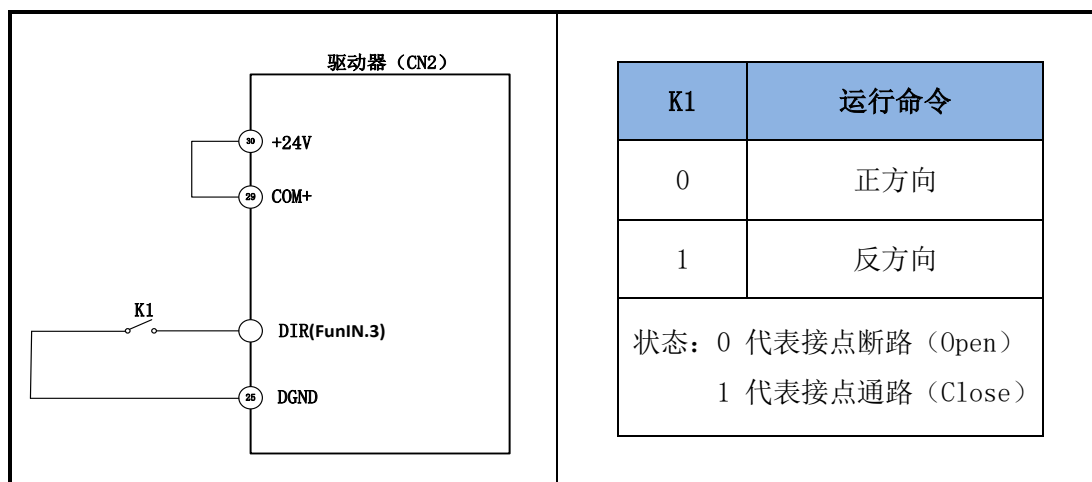 驱动器（CN2）
30 +24V
29 COM+
K1
DIR(FunIN.3)
25 DGND
K1 运行命令
0 正方向
1 反方向
状态：0 代表接点断路（Open）
1 代表接点通路（Close）